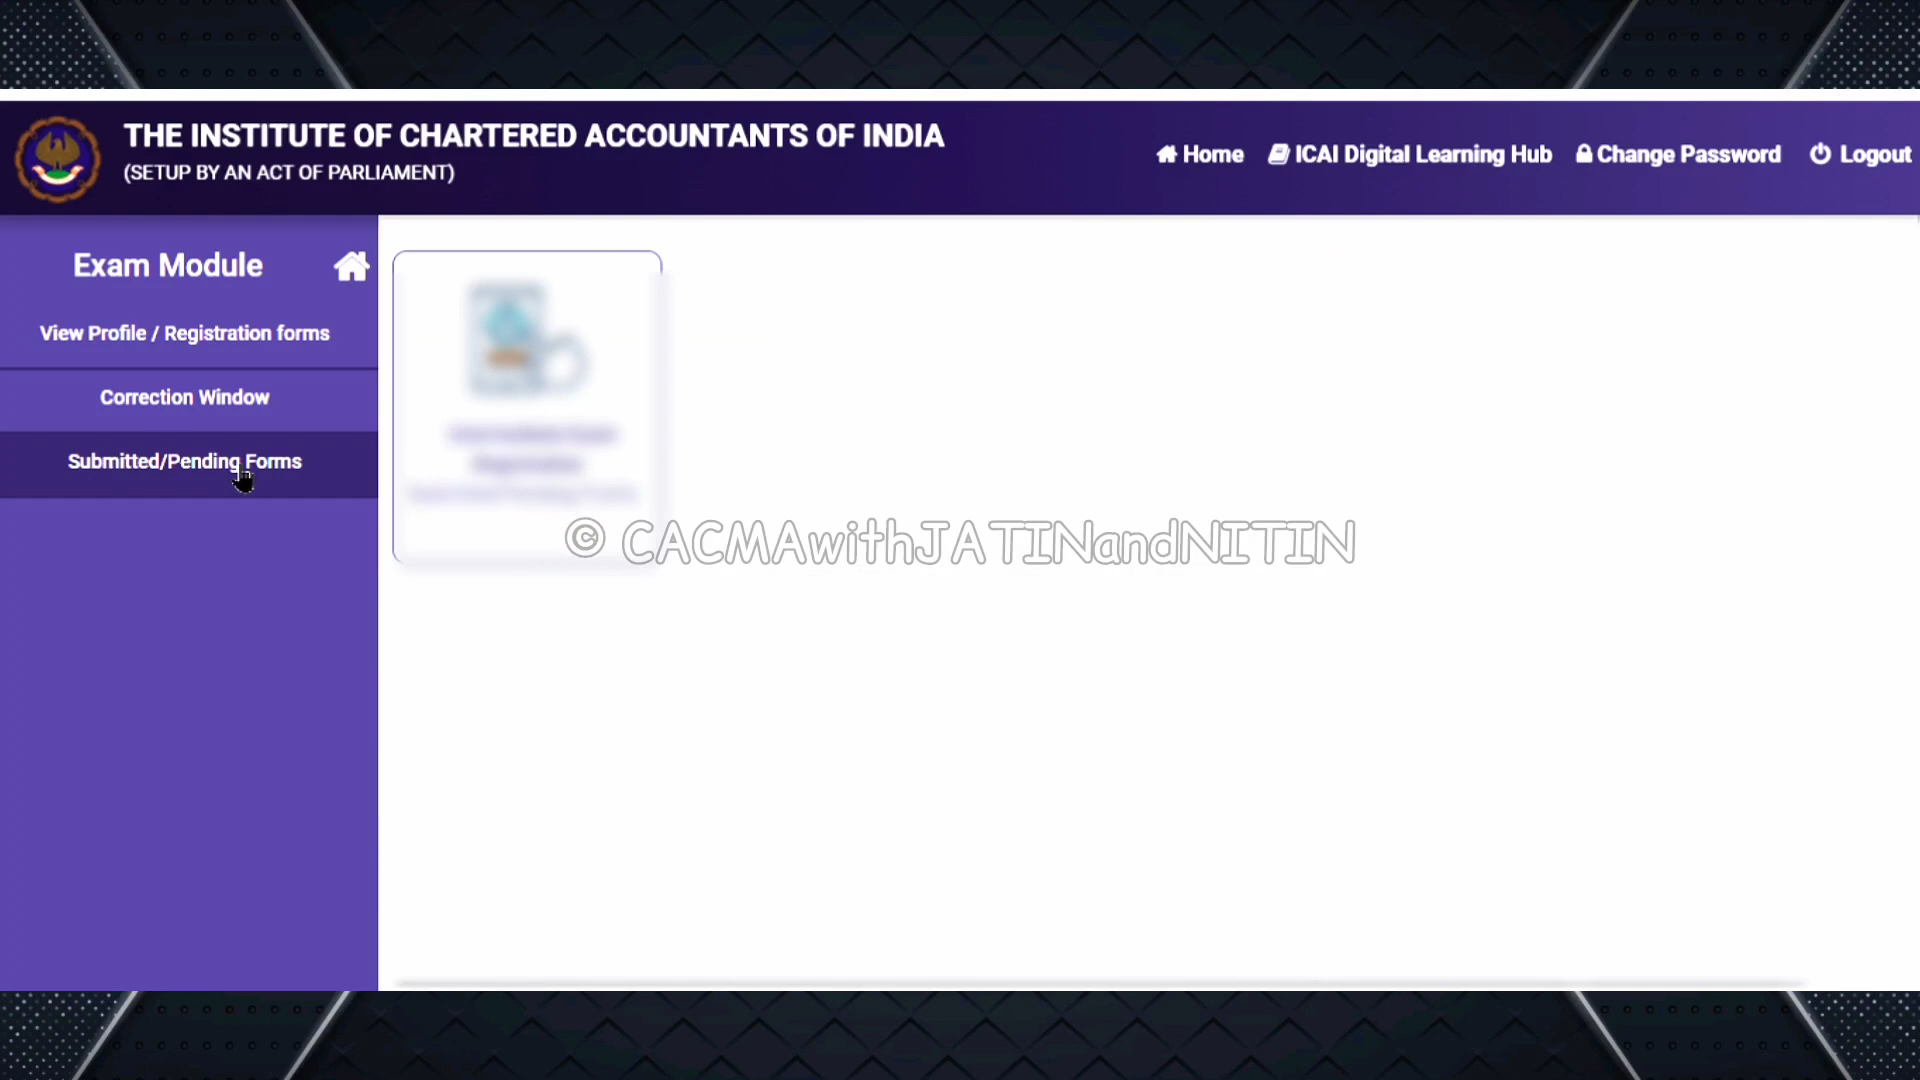 THE INSTITUTE OF CHARTERED ACCOUNTANTS OF INDIA
(SETUP BY AN ACT OF PARLIAMENT)
Home ICAI Digital Learning Hub Change Password Logout
Exam Module
View Profile / Registration forms
Correction Window
Submitted/Pending Forms
© CACMAwithJATINandNITIN